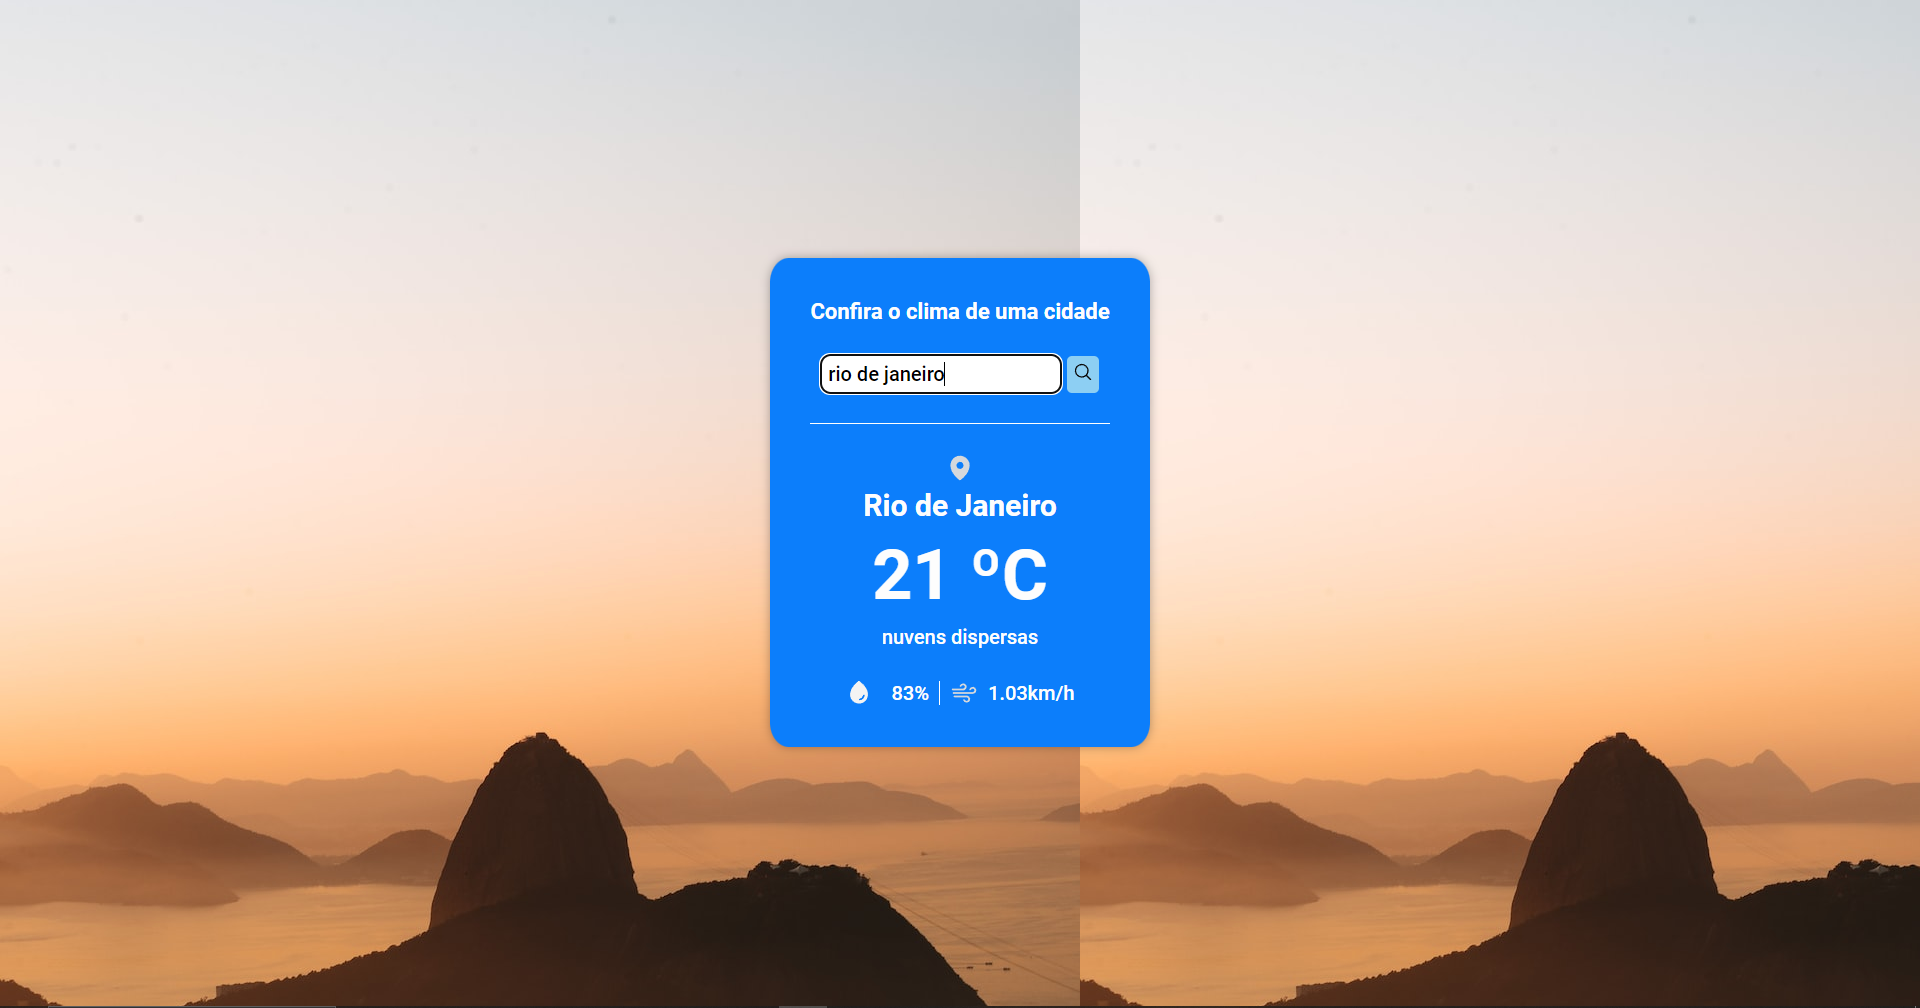 Confira o clima de uma cidade
rio de janeiro
Rio de Janeiro
21 ºC
nuvens dispersas
83% 1.03km/h